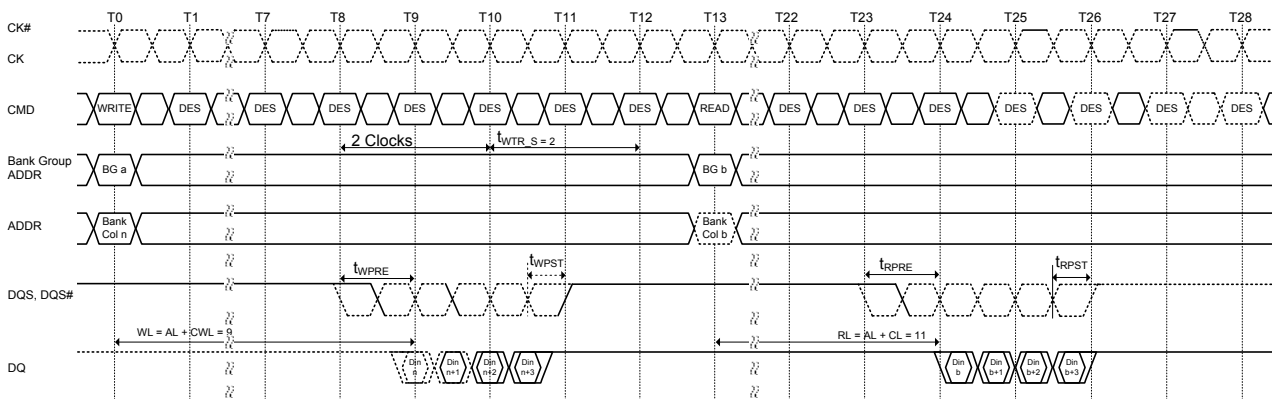 T0 T1 T7 T8 T9 T10 T11 T12 T13 T22 T23 T24 T25 T26 T27 T28
CK#
CK
CMD WRITE DES DES DES DES DES DES DES READ DES DES DES DES DES DES DES
2 Clocks tWTR_S = 2
Bank Group
ADDR
BG a BG b
ADDR
Bank
Col n
Bank
Col b
tWPRE tWPST tRPRE tRPST
DQS, DQS#
WL = AL + CWL = 9 RL = AL + CL = 11
DQ
Din
n
Din
n+1
Din
n+2
Din
n+3
Din
b
Din
b+1
Din
b+2
Din
b+3